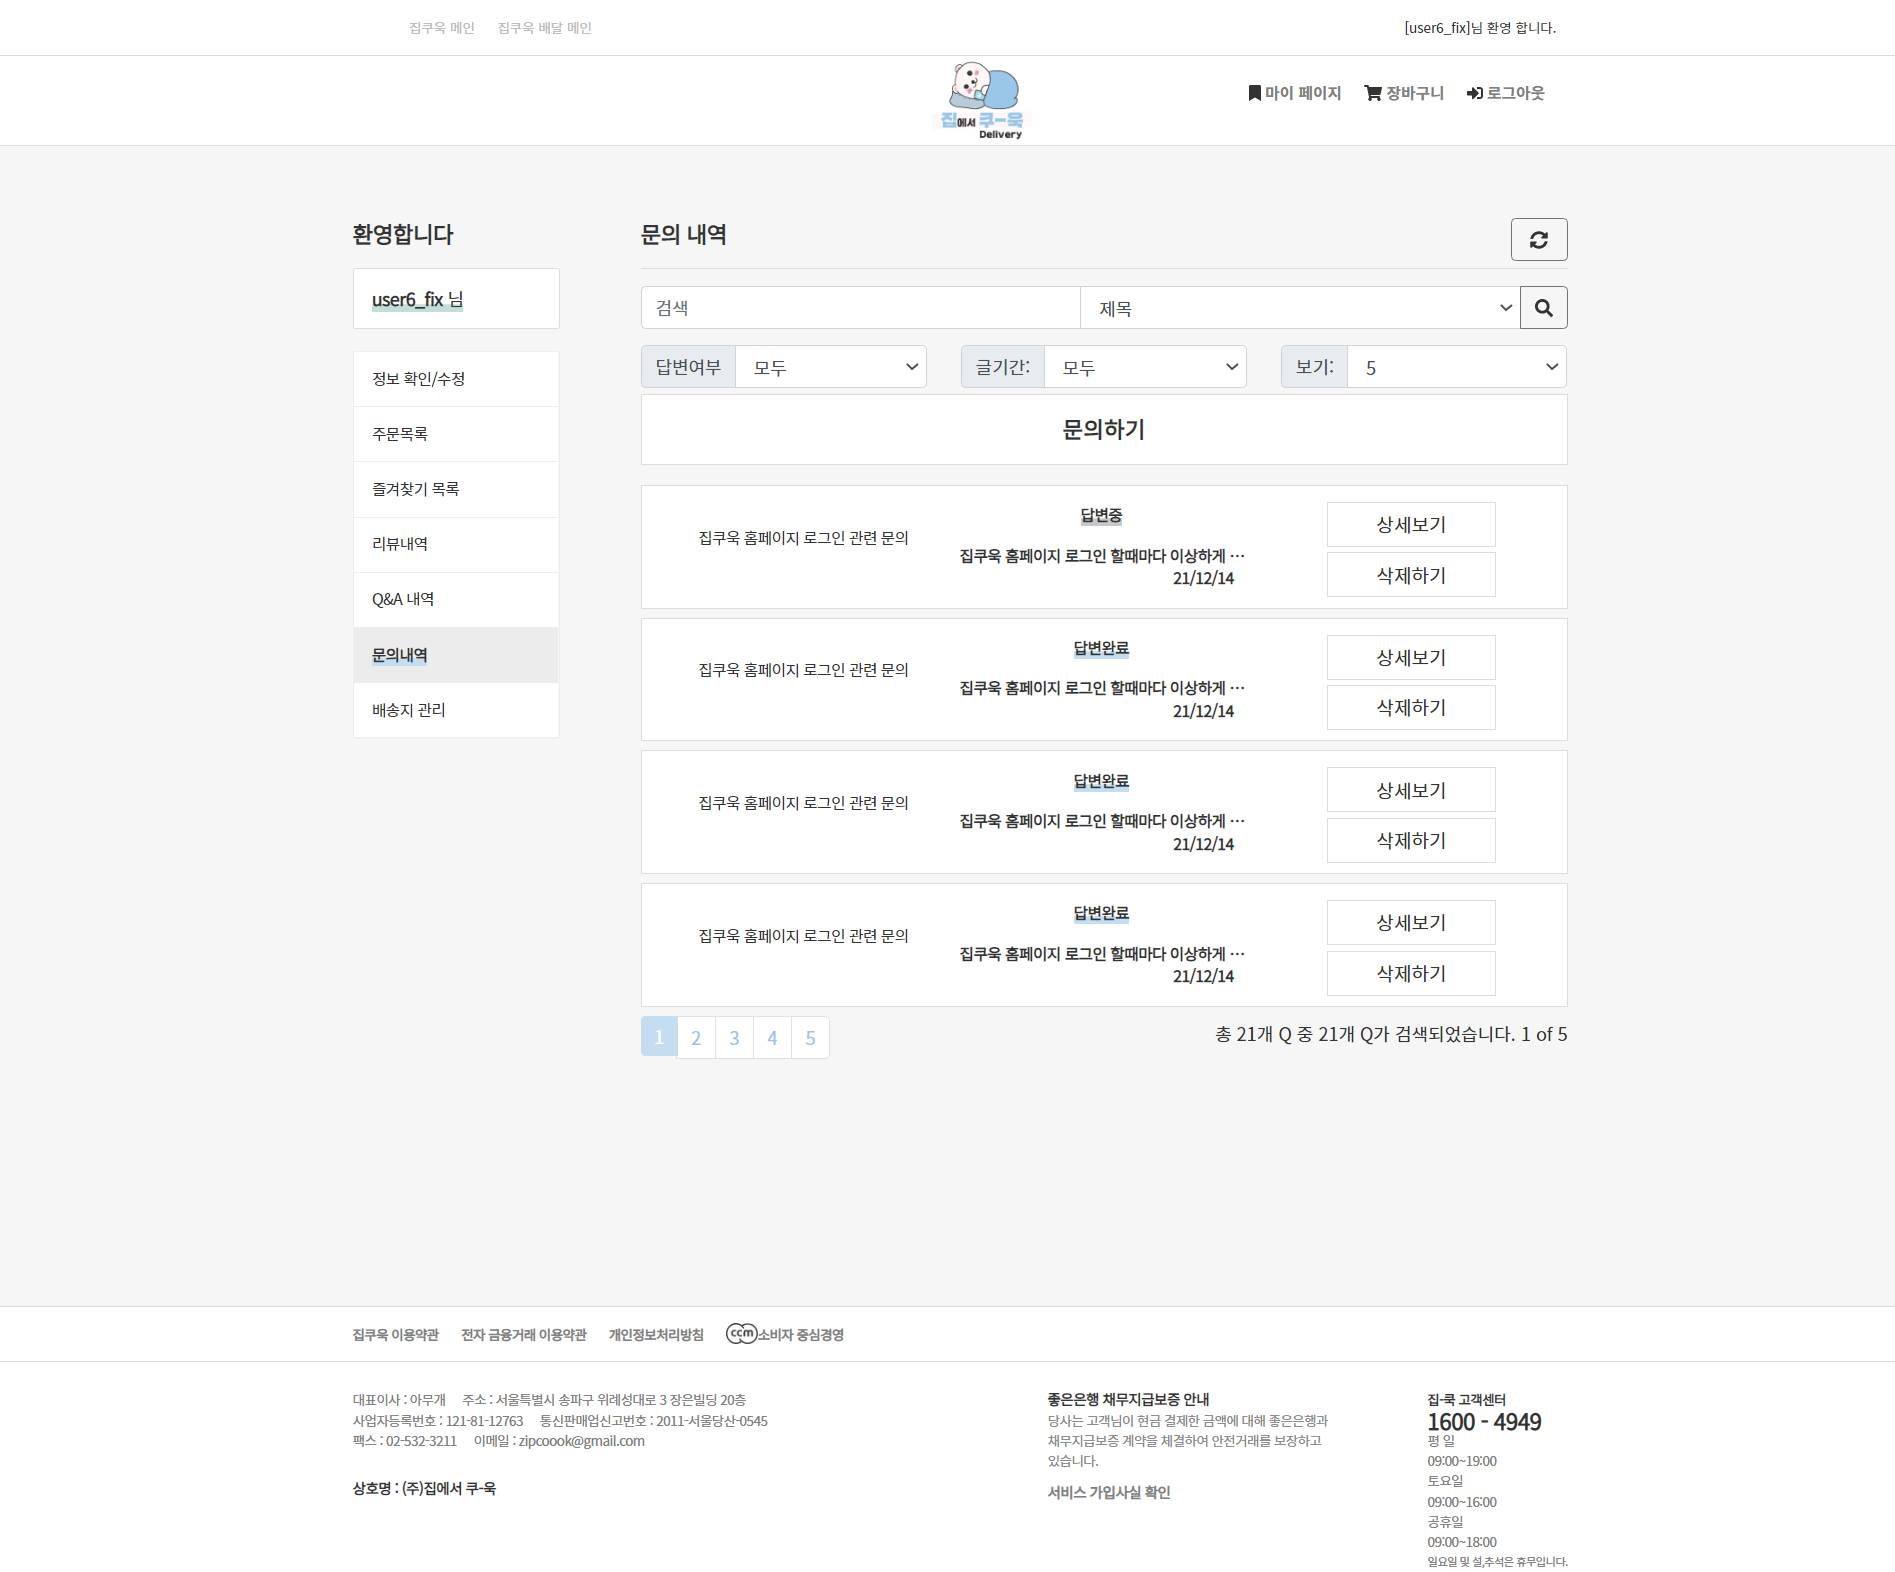 집쿠욱 메인 집쿠욱 배달 메인 [user6_fix]님 환영 합니다.
집에서 쿠-욱
Delivery
마이 페이지 장바구니 로그아웃
환영합니다
user6_fix 님
정보 확인/수정
주문목록
즐겨찾기 목록
리뷰내역
Q&A 내역
문의내역
배송지 관리
문의 내역
검색 제목
답변여부 모두 글기간: 모두 보기: 5
문의하기
집쿠욱 홈페이지 로그인 관련 문의
답변중
집쿠욱 홈페이지 로그인 할때마다 이상하게 ···
21/12/14
상세보기
삭제하기
집쿠욱 홈페이지 로그인 관련 문의
답변완료
집쿠욱 홈페이지 로그인 할때마다 이상하게 ···
21/12/14
상세보기
삭제하기
집쿠욱 홈페이지 로그인 관련 문의
답변완료
집쿠욱 홈페이지 로그인 할때마다 이상하게 ···
21/12/14
상세보기
삭제하기
집쿠욱 홈페이지 로그인 관련 문의
답변완료
집쿠욱 홈페이지 로그인 할때마다 이상하게 ···
21/12/14
상세보기
삭제하기
1 2 3 4 5
총 21개 Q 중 21개 Q가 검색되었습니다. 1 of 5
집쿠욱 이용약관 전자 금융거래 이용약관 개인정보처리방침 ccm 소비자 중심경영
대표이사 : 아무개 주소 : 서울특별시 송파구 위례성대로 3 장은빌딩 20층
사업자등록번호 : 121-81-12763 통신판매업신고번호 : 2011-서울당산-0545
팩스 : 02-532-3211 이메일 : zipcoook@gmail.com
상호명 : (주)집에서 쿠-욱
좋은은행 채무지급보증 안내
당사는 고객님이 현금 결제한 금액에 대해 좋은은행과
채무지급보증 계약을 체결하여 안전거래를 보장하고
있습니다.
서비스 가입사실 확인
집-쿡 고객센터
1600 - 4949
평 일
09:00~19:00
토요일
09:00~16:00
공휴일
09:00~18:00
일요일 및 설,추석은 휴무입니다.